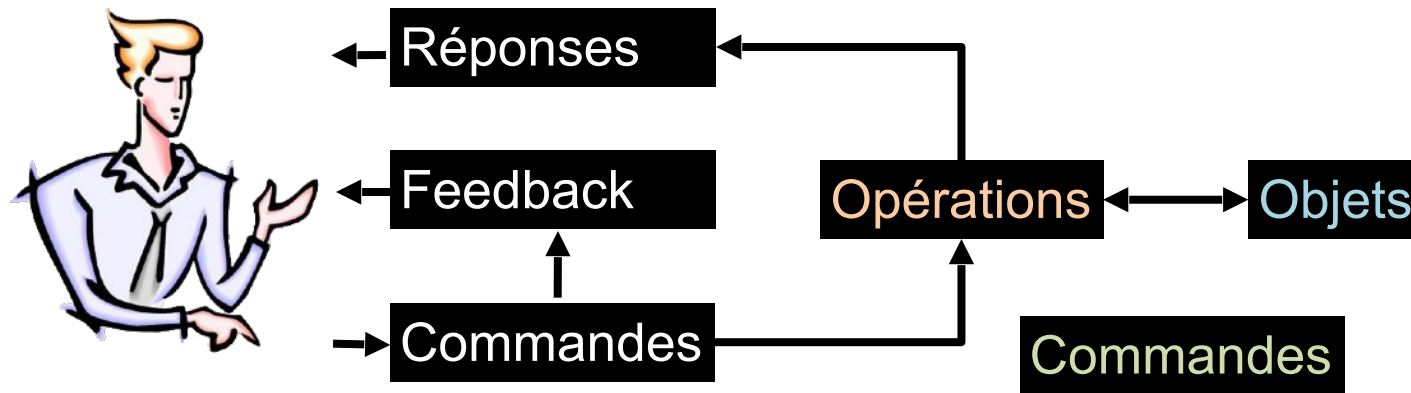 Réponses
Feedback
Opérations
Objets
Commandes
Commandes